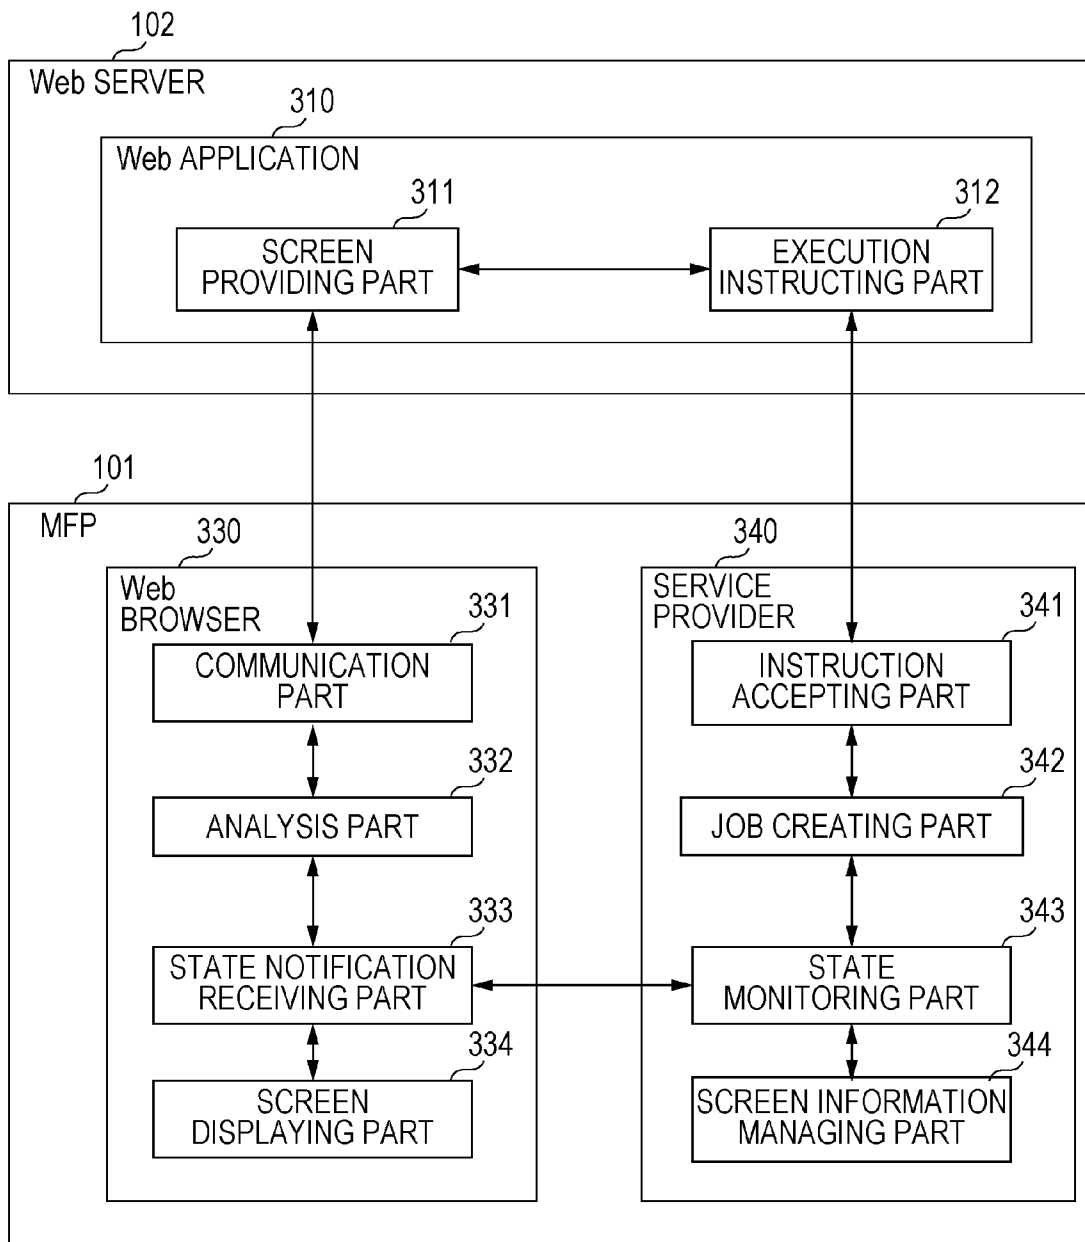 102
Web SERVER
310
Web APPLICATION
311
312
SCREEN
PROVIDING PART
EXECUTION
INSTRUCTING PART
101
MFP
330
340
Web
BROWSER
SERVICE
PROVIDER
331
341
COMMUNICATION
PART
INSTRUCTION
ACCEPTING PART
332
342
ANALYSIS PART
JOB CREATING PART
333
343
STATE NOTIFICATION
RECEIVING PART
STATE
MONITORING PART
334
344
SCREEN
DISPLAYING PART
SCREEN INFORMATION
MANAGING PART